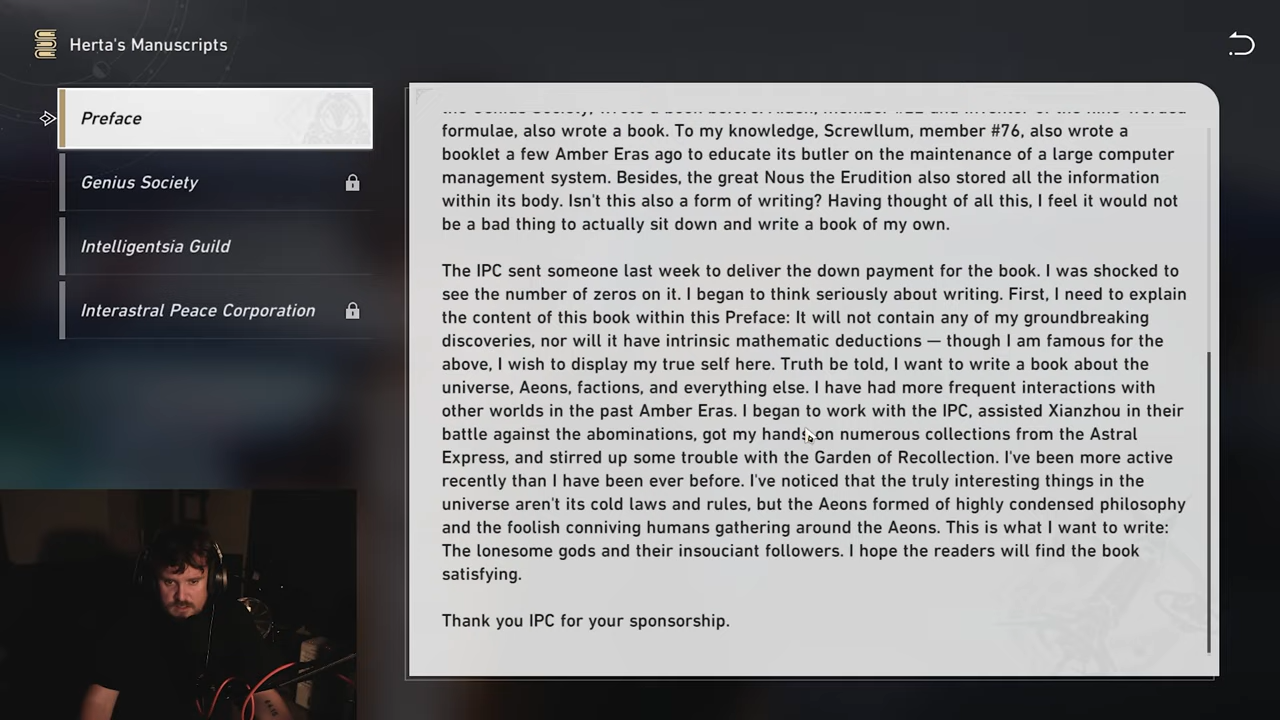 Herta's Manuscripts
Preface
Genius Society
Intelligentsia Guild
Interastral Peace Corporation
the Genius Society, wrote a book before.
formulae, also wrote a book. To my knowledge, Screwllum, member #76, also wrote a
booklet a few Amber Eras ago to educate its butler on the maintenance of a large computer
management system. Besides, the great Nous the Erudition also stored all the information
within its body. Isn't this also a form of writing? Having thought of all this, I feel it would not
be a bad thing to actually sit down and write a book of my own.
The IPC sent someone last week to deliver the down payment for the book. I was shocked to
see the number of zeros on it. I began to think seriously about writing. First, I need to explain
the content of this book within this Preface: It will not contain any of my groundbreaking
discoveries, nor will it have intrinsic mathematic deductions — though I am famous for the
above, I wish to display my true self here. Truth be told, I want to write a book about the
universe, Aeons, factions, and everything else. I have had more frequent interactions with
other worlds in the past Amber Eras. I began to work with the IPC, assisted Xianzhou in their
battle against the abominations, got my hands on numerous collections from the Astral
Express, and stirred up some trouble with the Garden of Recollection. I've been more active
recently than I have been ever before. I've noticed that the truly interesting things in the
universe aren't its cold laws and rules, but the Aeons formed of highly condensed philosophy
and the foolish conniving humans gathering around the Aeons. This is what I want to write:
The lonesome gods and their insouciant followers. I hope the readers will find the book
satisfying.
Thank you IPC for your sponsorship.